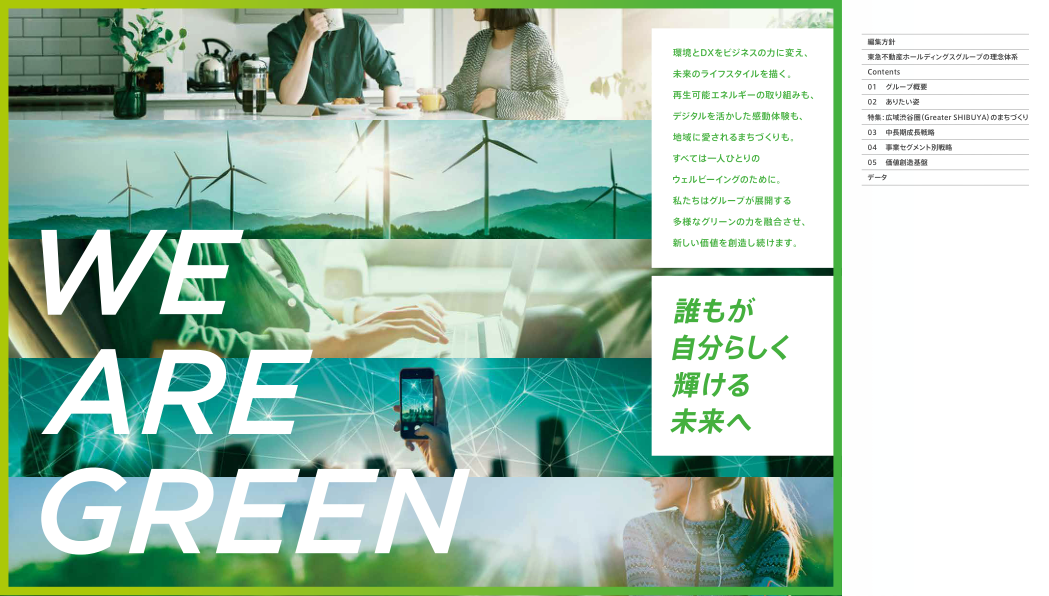 WE
ARE
GREEN
環境とDXをビジネスの力に変え、
未来のライフスタイルを描く。
再生可能エネルギーの取り組みも、
デジタルを活かした感動体験も、
地域に愛されるまちづくりも。
すべては一人ひとりの
ウェルビーイングのために。
私たちはグループが展開する
多様なグリーンの力を融合させ、
新しい価値を創造し続けます。
誰もが
自分らしく
輝ける
未来へ
編集方針
東急不動産ホールディングスグループの理念体系
Contents
01 グループ概要
02 ありたい姿
特集：広域渋谷圏（Greater SHIBUYA）のまちづくり
03 中長期成長戦略
04 事業セグメント別戦略
05 価値創造基盤
データ